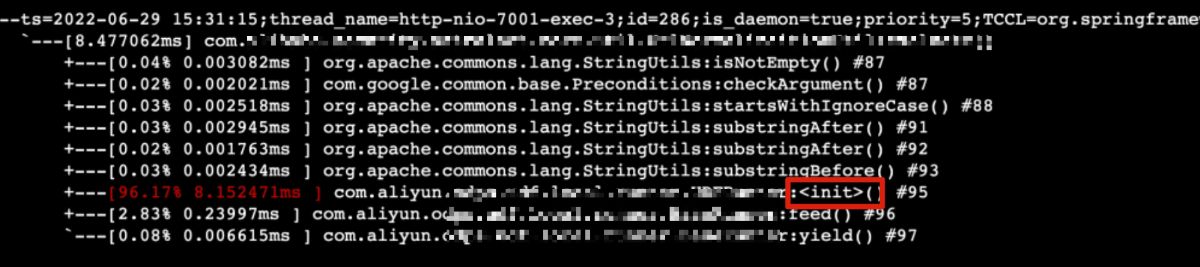 --ts=2022-06-29 15:31:15;thread_name=http-nio-7001-exec-3;id=286;is_daemon=true;priority=5;TCCL=org.springframew
`---[8.477062ms] com.
+---[0.04% 0.003082ms ] org.apache.commons.lang.StringUtils:isNotEmpty() #87
+---[0.02% 0.002021ms ] com.google.common.base.Preconditions:checkArgument() #87
+---[0.03% 0.002518ms ] org.apache.commons.lang.StringUtils:startsWithIgnoreCase() #88
+---[0.03% 0.002945ms ] org.apache.commons.lang.StringUtils:substringAfter() #91
+---[0.02% 0.001763ms ] org.apache.commons.lang.StringUtils:substringAfter() #92
+---[0.03% 0.002434ms ] org.apache.commons.lang.StringUtils:substringBefore() #93
+---[96.17% 8.152471ms ] com.aliyun. :<init>() #95
+---[2.83% 0.23997ms ] com.aliyun. :feed() #96
`---[0.08% 0.006615ms ] com.aliyun. :yield() #97